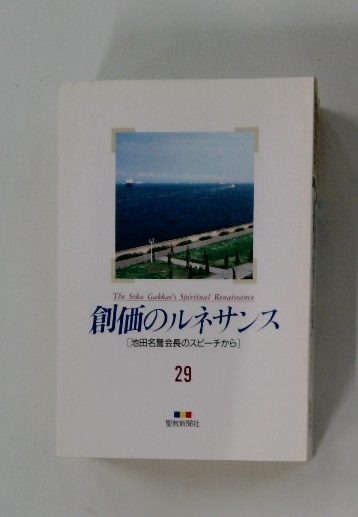 The Soka Gakkai's Spiritual Renaissance
創価のルネサンス
［池田名誉会長のスピーチから］
29
聖教新聞社